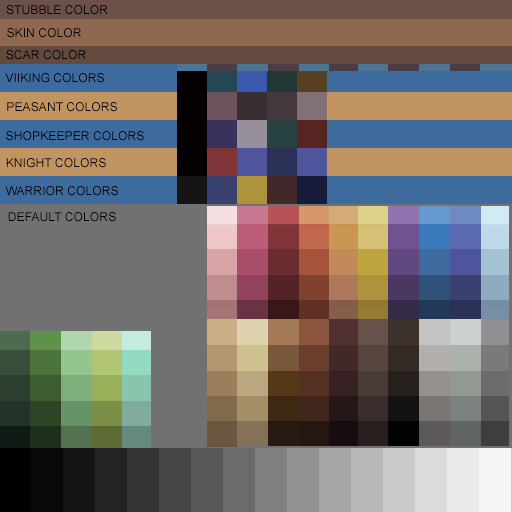 STUBBLE COLOR
SKIN COLOR
SCAR COLOR
VIIKING COLORS
PEASANT COLORS
SHOPKEEPER COLORS
KNIGHT COLORS
WARRIOR COLORS
DEFAULT COLORS